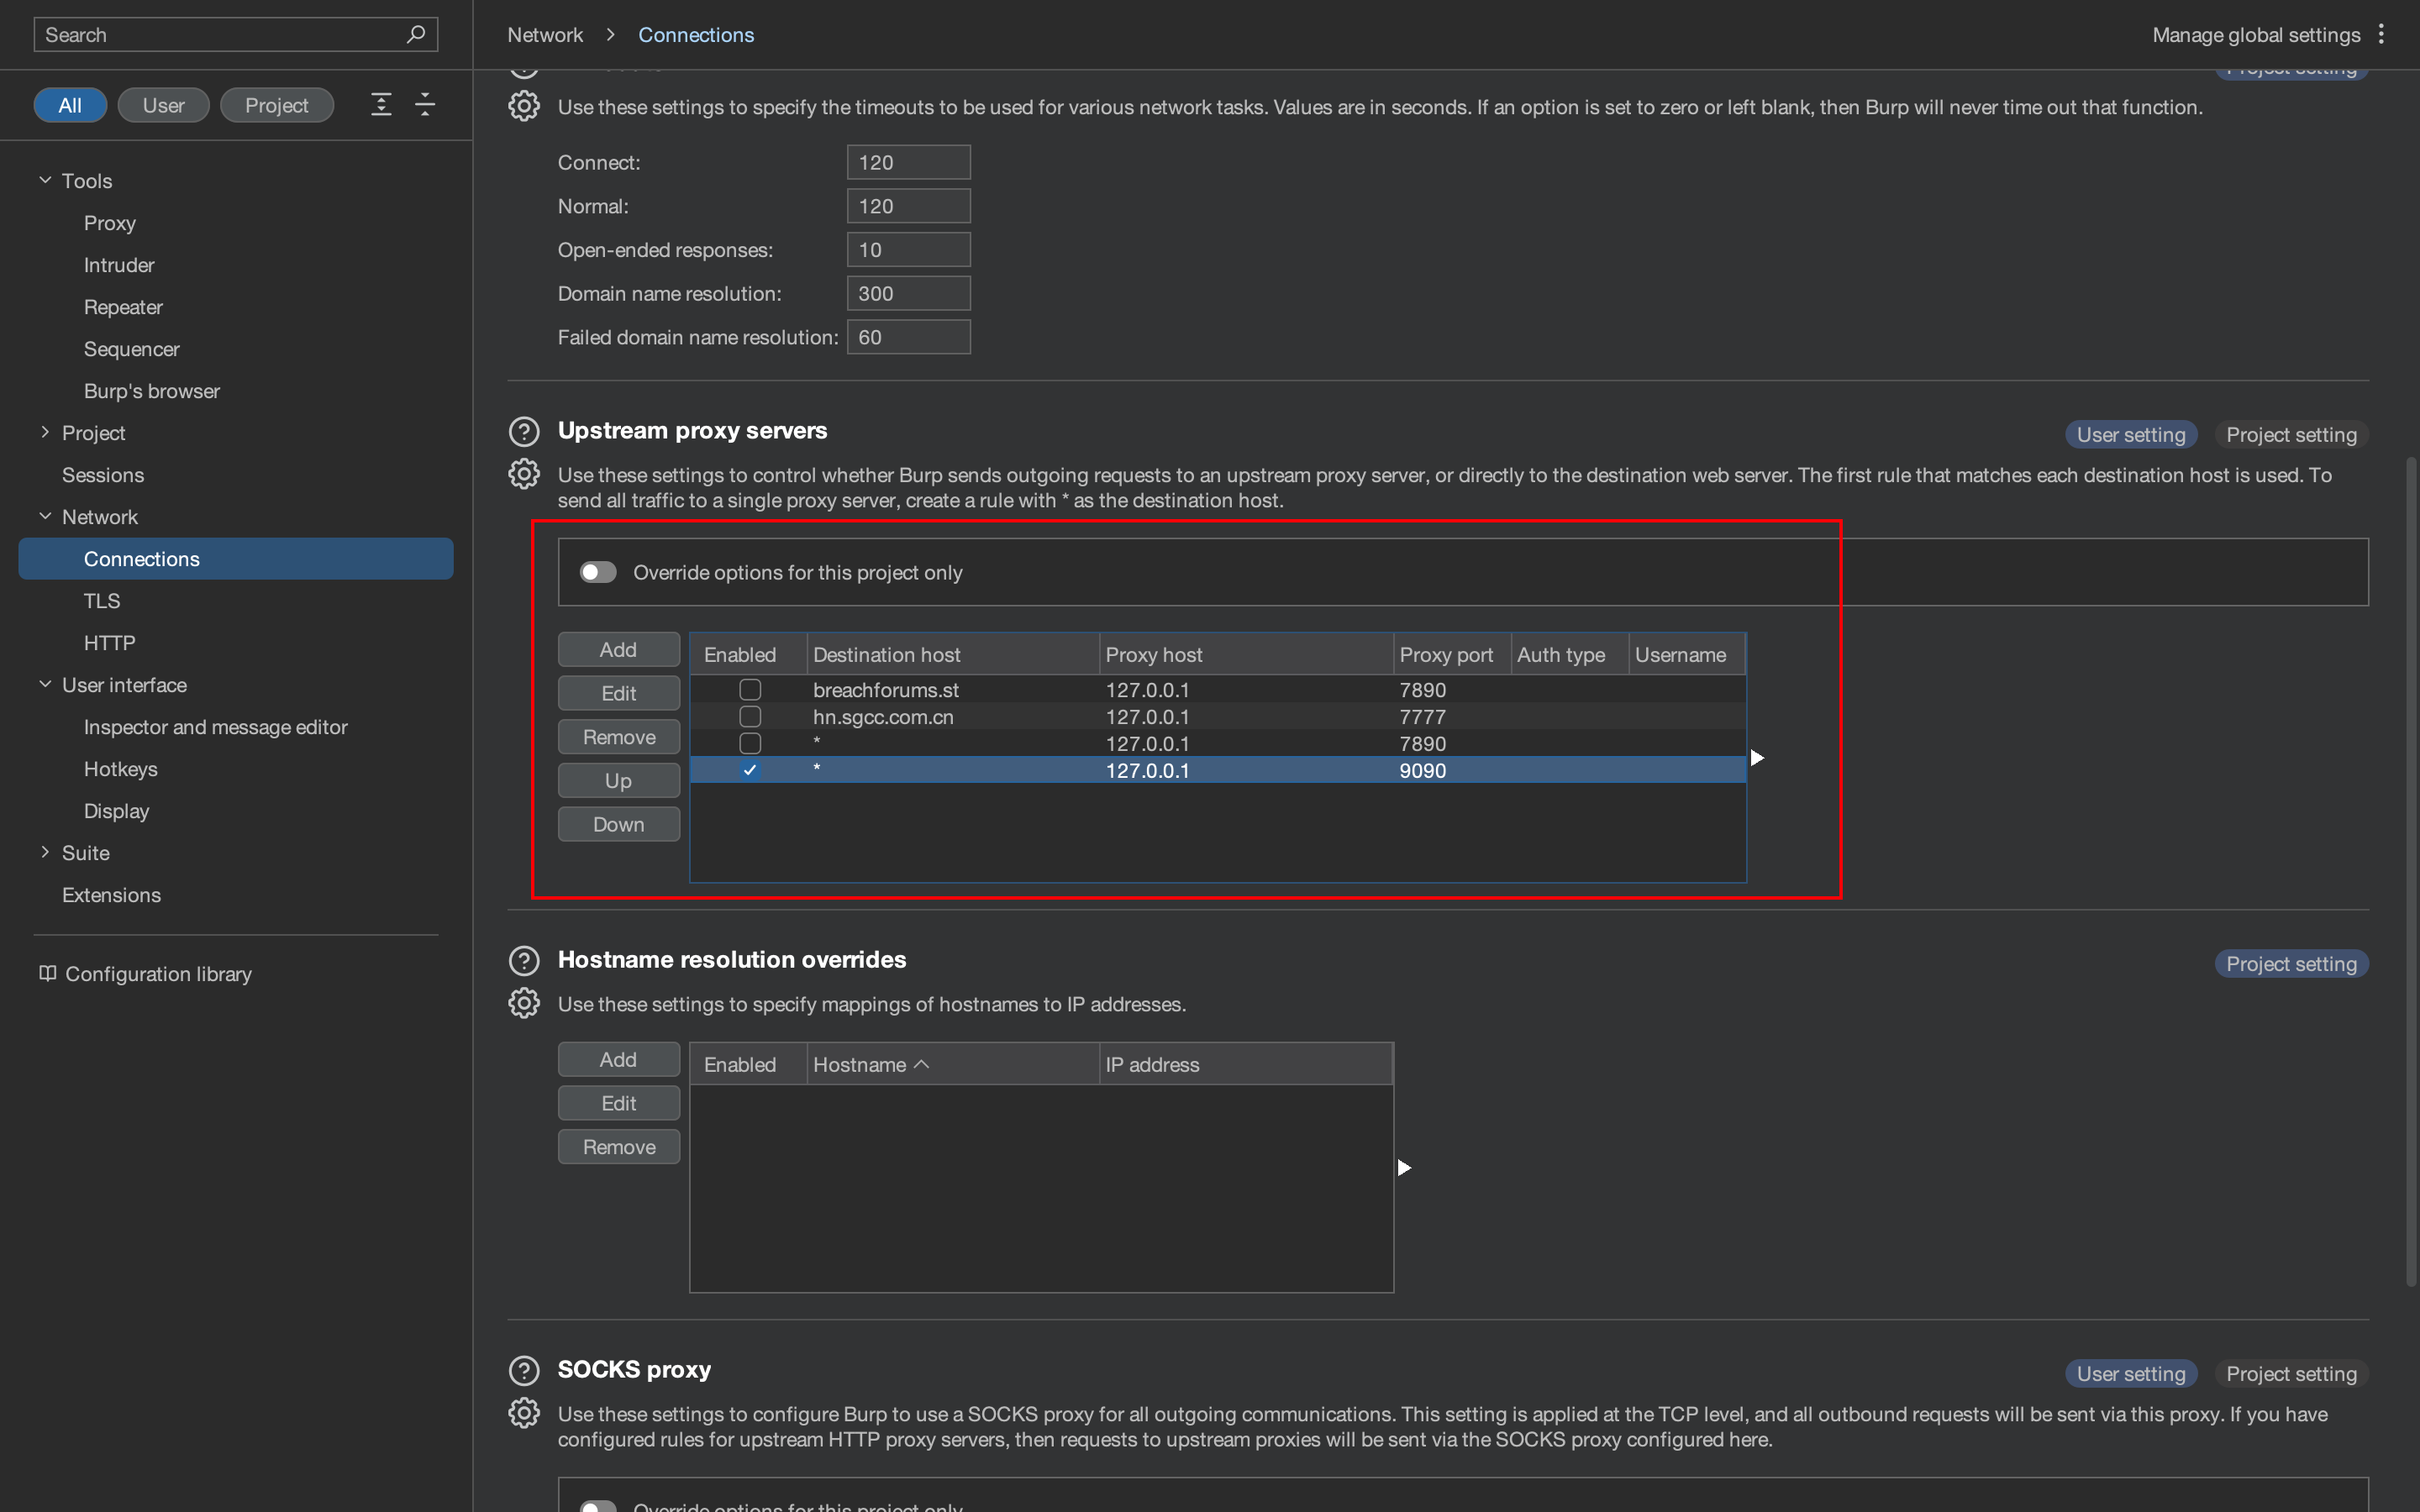 Search
Network > Connections
Manage global settings
All
User
Project
Tools
Proxy
Intruder
Repeater
Sequencer
Burp's browser
Project
Sessions
Network
Connections
TLS
HTTP
User interface
Inspector and message editor
Hotkeys
Display
Suite
Extensions
Configuration library
Project setting
Use these settings to specify the timeouts to be used for various network tasks. Values are in seconds. If an option is set to zero or left blank, then Burp will never time out that function.
Connect: 120
Normal: 120
Open-ended responses: 10
Domain name resolution: 300
Failed domain name resolution: 60
Upstream proxy servers
User setting Project setting
Use these settings to control whether Burp sends outgoing requests to an upstream proxy server, or directly to the destination web server. The first rule that matches each destination host is used. To
send all traffic to a single proxy server, create a rule with * as the destination host.
Override options for this project only
Add
Edit
Remove
Up
Down
Enabled Destination host Proxy host Proxy port Auth type Username
breachforums.st 127.0.0.1 7890
hn.sgcc.com.cn 127.0.0.1 7777
* 127.0.0.1 7890
* 127.0.0.1 9090
Hostname resolution overrides
Project setting
Use these settings to specify mappings of hostnames to IP addresses.
Add
Edit
Remove
Enabled Hostname IP address
SOCKS proxy
User setting Project setting
Use these settings to configure Burp to use a SOCKS proxy for all outgoing communications. This setting is applied at the TCP level, and all outbound requests will be sent via this proxy. If you have
configured rules for upstream HTTP proxy servers, then requests to upstream proxies will be sent via the SOCKS proxy configured here.
Override options for this project only